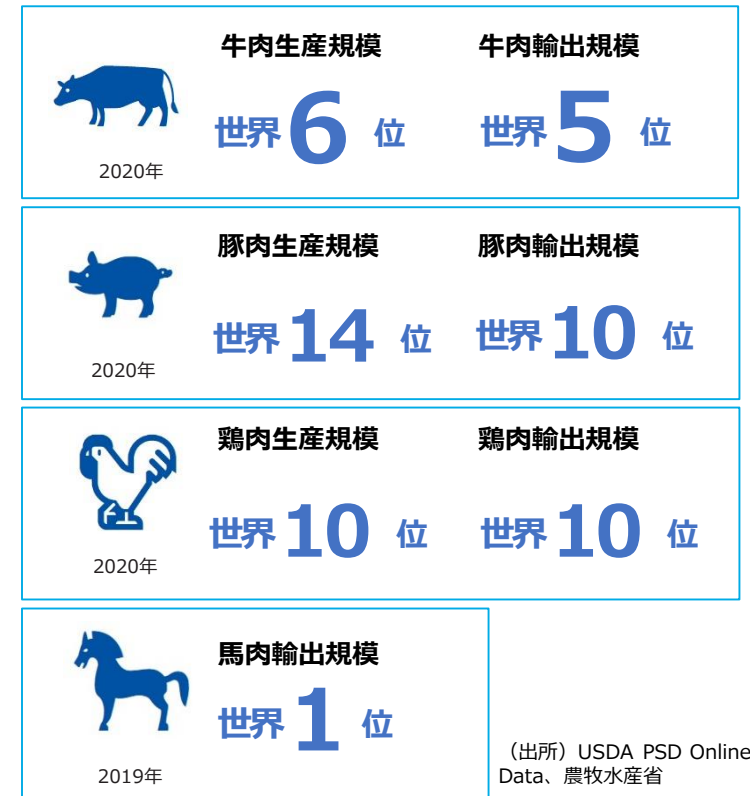 牛肉生産規模 牛肉輸出規模
世界6位 世界5位
2020年
豚肉生産規模 豚肉輸出規模
世界14位 世界10位
2020年
鶏肉生産規模 鶏肉輸出規模
世界10位 世界10位
2020年
馬肉輸出規模
世界1位
2019年
（出所）USDA PSD Online
Data、農牧水産省